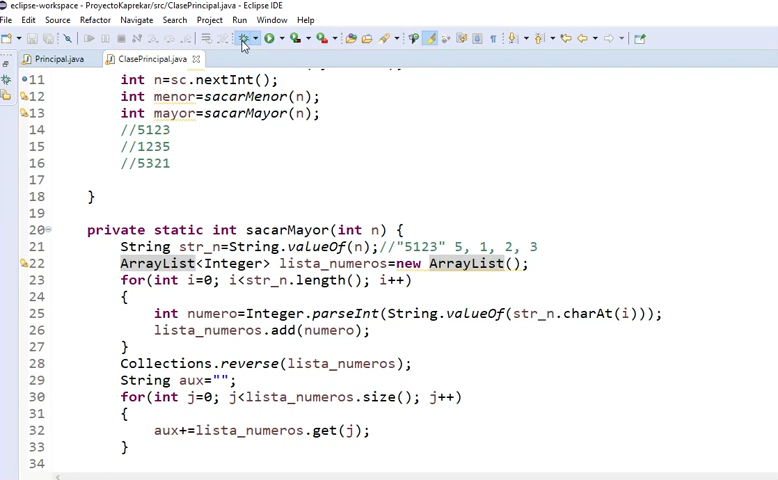 eclipse-workspace - ProyectoKaprekar/src/ClasePrincipal.java - Eclipse IDE
File Edit Source Refactor Navigate Search Project Run Window Help
Principal.java ClasePrincipal.java
11 int n=sc.nextInt();
12 int menor=sacarMenor(n);
13 int mayor=sacarMayor(n);
14 //5123
15 //1235
16 //5321
17
18 }
19
20 private static int sacarMayor(int n) {
21 String str_n=String.valueOf(n);//"5123" 5, 1, 2, 3
22 ArrayList<Integer> lista_numeros=new ArrayList();
23 for(int i=0; i<str_n.length(); i++)
24 {
25 int numero=Integer.parseInt(String.valueOf(str_n.charAt(i)));
26 lista_numeros.add(numero);
27 }
28 Collections.reverse(lista_numeros);
29 String aux="";
30 for(int j=0; j<lista_numeros.size(); j++)
31 {
32 aux+=lista_numeros.get(j);
33 }
34